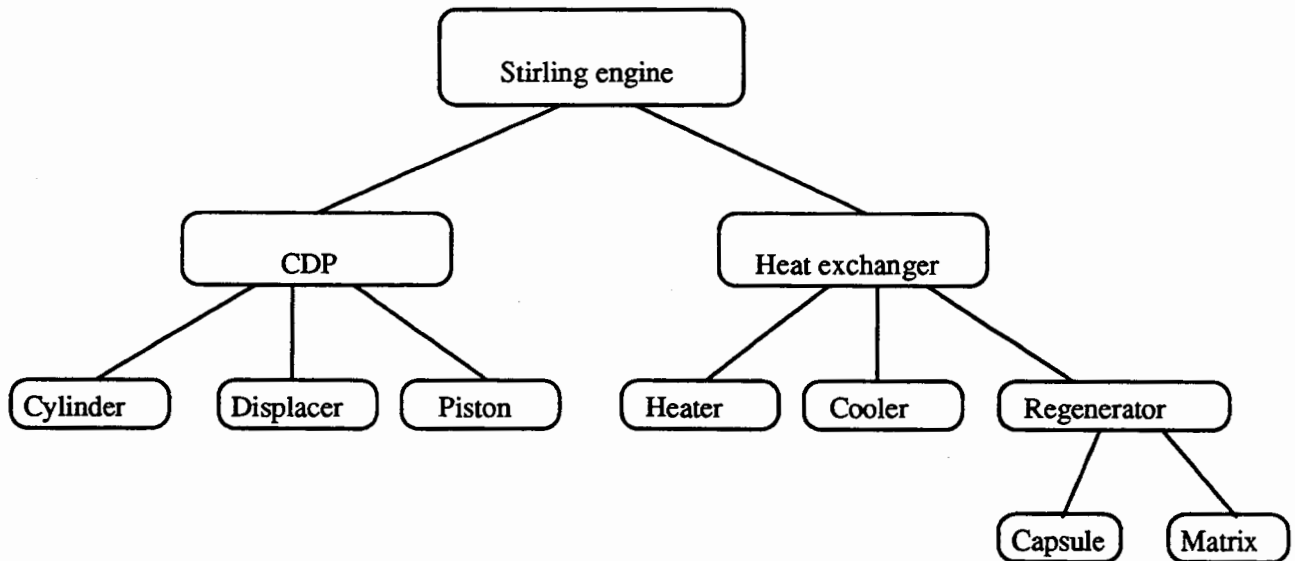 Stirling engine
CDP
Heat exchanger
Cylinder
Displacer
Piston
Heater
Cooler
Regenerator
Capsule
Matrix